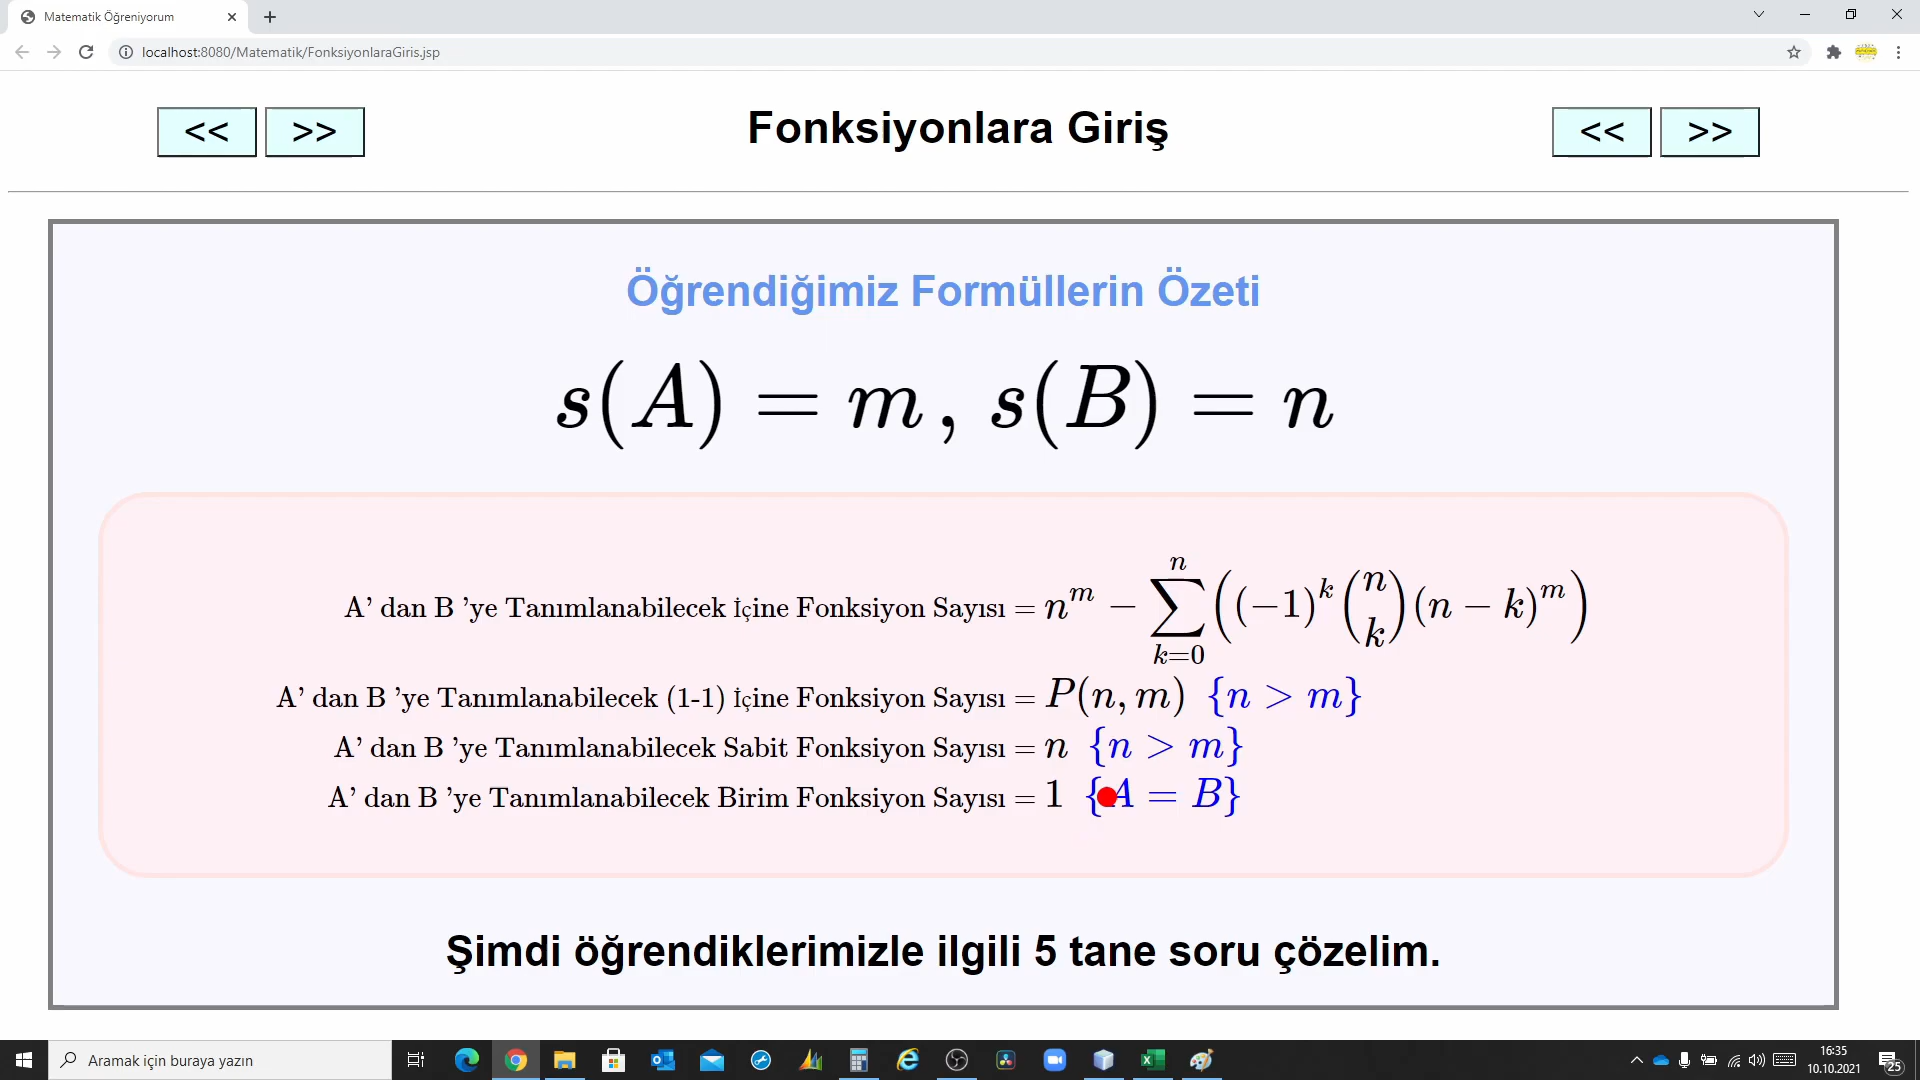 Matematik Öğreniyorum
localhost:8080/Matematik/FonksiyonlaraGiris.jsp
<< >> Fonksiyonlara Giriş << >>
Öğrendiğimiz Formüllerin Özeti
s(A) = m, s(B) = n
A' dan B 'ye Tanımlanabilecek İçine Fonksiyon Sayısı = n^m − ∑_{k=0}^{n} ((−1)^k (n k) (n − k)^m)
A' dan B 'ye Tanımlanabilecek (1-1) İçine Fonksiyon Sayısı = P(n, m) {n > m}
A' dan B 'ye Tanımlanabilecek Sabit Fonksiyon Sayısı = n {n > m}
A' dan B 'ye Tanımlanabilecek Birim Fonksiyon Sayısı = 1 {A = B}
Şimdi öğrendiklerimizle ilgili 5 tane soru çözelim.
Aramak için buraya yazın
16:35
10.10.2021
25